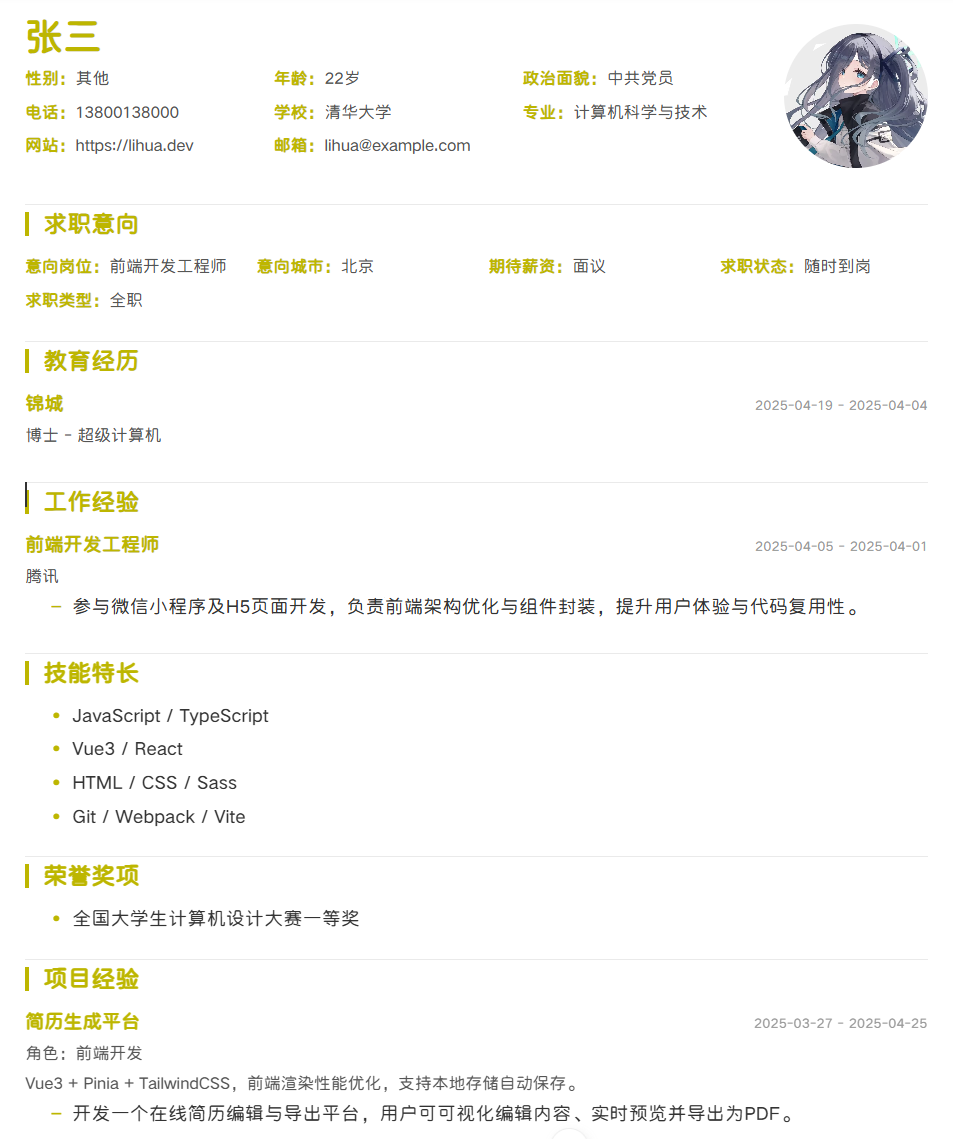 张三
性别：其他 年龄：22岁 政治面貌：中共党员
电话：13800138000 学校：清华大学 专业：计算机科学与技术
网站：https://lihua.dev 邮箱：lihua@example.com
求职意向
意向岗位：前端开发工程师 意向城市：北京 期待薪资：面议 求职状态：随时到岗
求职类型：全职
教育经历
锦城 2025-04-19 - 2025-04-04
博士 - 超级计算机
工作经验
前端开发工程师 2025-04-05 - 2025-04-01
腾讯
– 参与微信小程序及H5页面开发，负责前端架构优化与组件封装，提升用户体验与代码复用性。
技能特长
• JavaScript / TypeScript
• Vue3 / React
• HTML / CSS / Sass
• Git / Webpack / Vite
荣誉奖项
• 全国大学生计算机设计大赛一等奖
项目经验
简历生成平台 2025-03-27 - 2025-04-25
角色：前端开发
Vue3 + Pinia + TailwindCSS，前端渲染性能优化，支持本地存储自动保存。
– 开发一个在线简历编辑与导出平台，用户可可视化编辑内容、实时预览并导出为PDF。